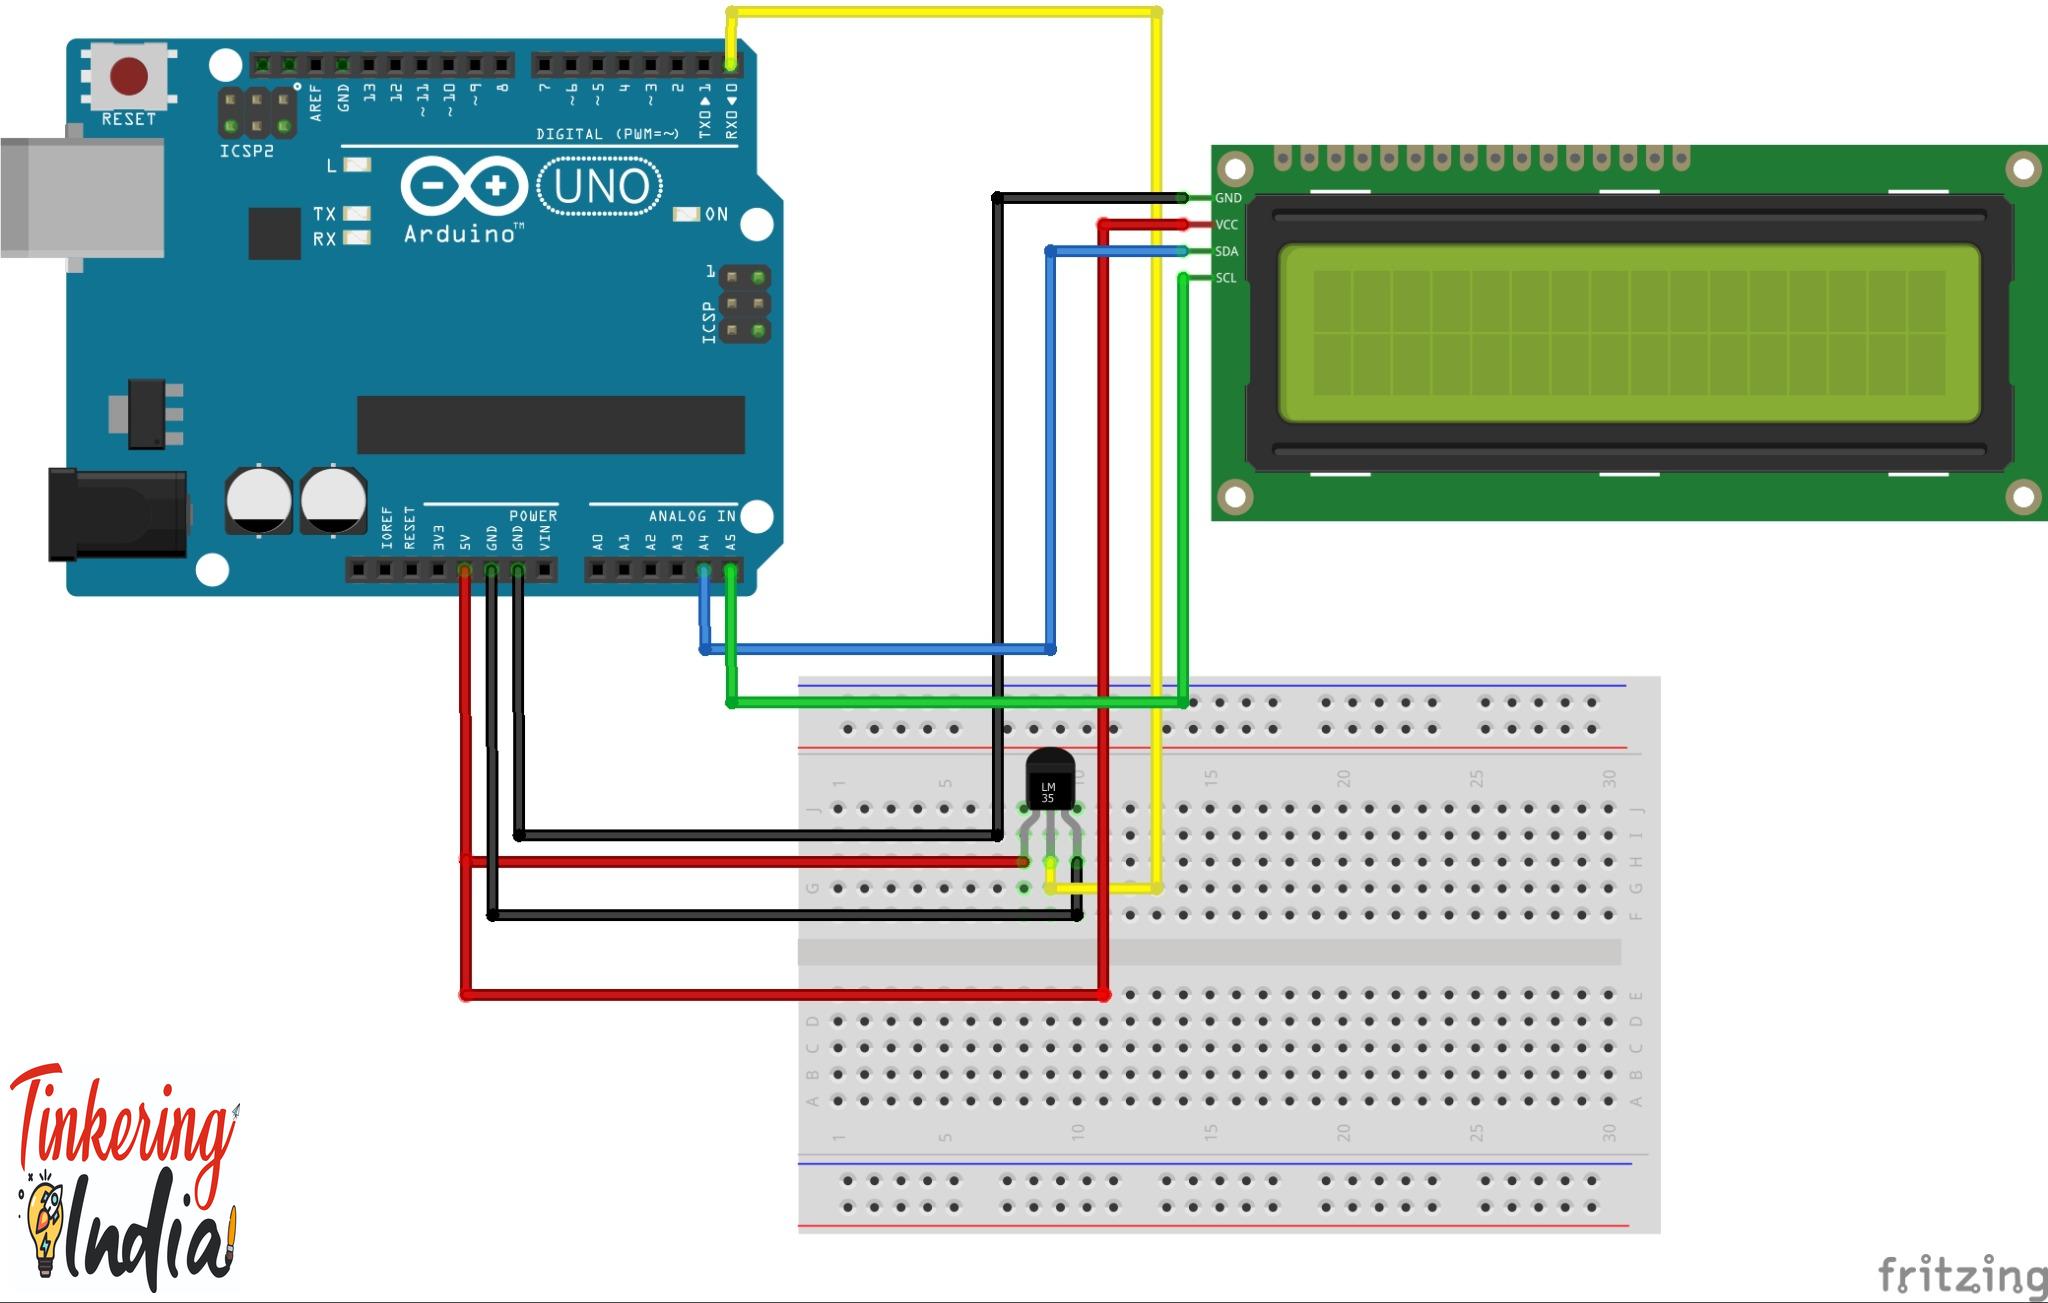 RESET
ICSP2
AREF
GND
13
12
~11
~10
~9
8
7
~6
~5
4
~3
2
TX0▶1
RX0◀0
DIGITAL (PWM=~)
L
TX
RX
UNO
Arduino™
ON
1
ICSP
IOREF
RESET
3V3
5V
GND
GND
VIN
POWER
A0
A1
A2
A3
A4
A5
ANALOG IN
GND
VCC
SDA
SCL
LM
35
1
5
10
15
20
25
30
J
J
I
H
G
G
F
F
E
D
D
C
C
B
B
A
A
1
5
10
15
20
25
30
Tinkering
India
fritzing